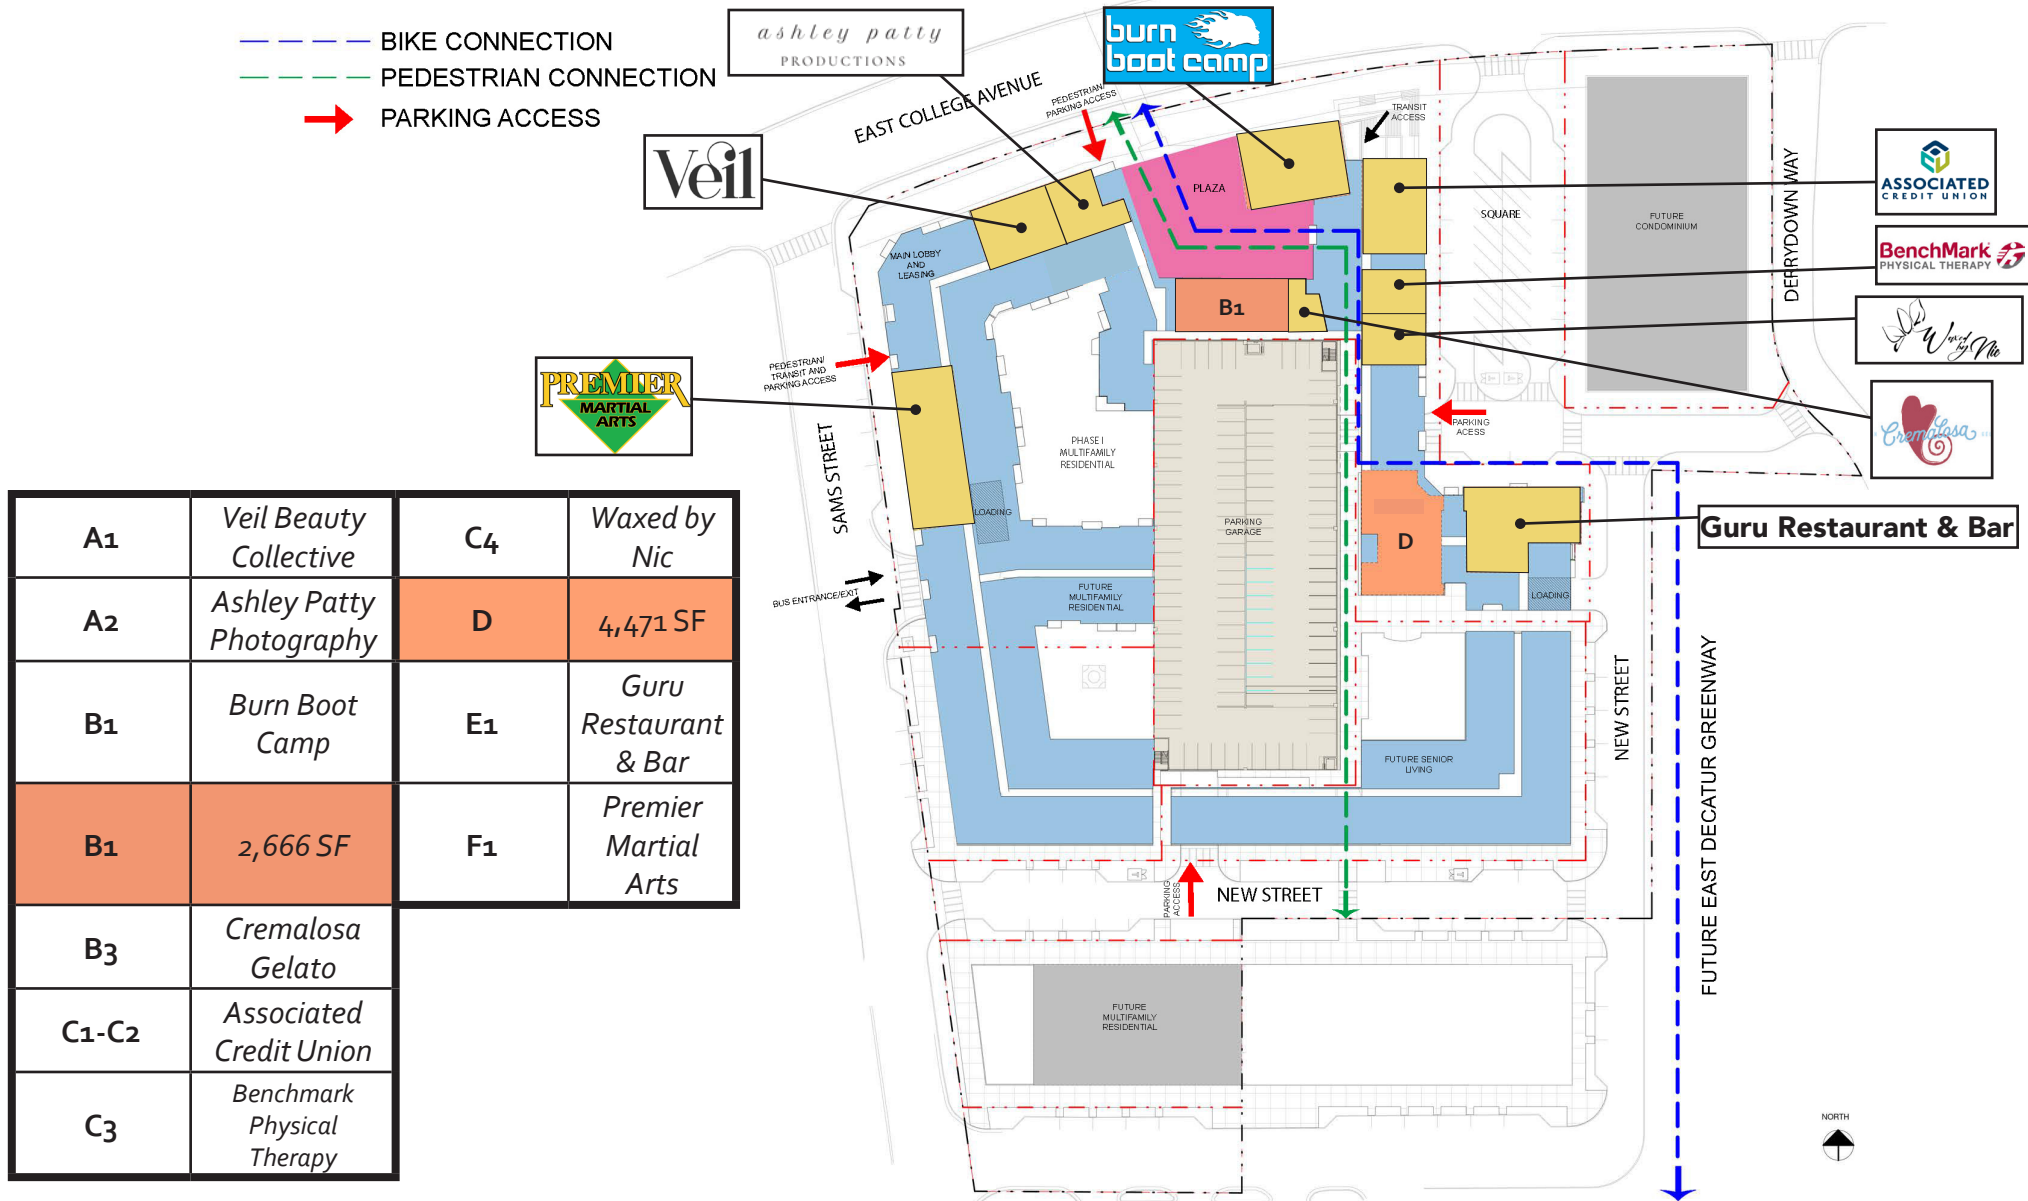 BIKE CONNECTION
PEDESTRIAN CONNECTION
PARKING ACCESS
ashley patty
PRODUCTIONS
burn
boot camp
Veil
EAST COLLEGE AVENUE
PEDESTRIAN/
PARKING ACCESS
TRANSIT
ACCESS
ASSOCIATED
CREDIT UNION
BenchMark
PHYSICAL THERAPY
Waxed
by Nic
Cremalosa
Guru Restaurant & Bar
PREMIER
MARTIAL
ARTS
PLAZA
SQUARE
FUTURE
CONDOMINIUM
DERRYDOWN WAY
MAIN LOBBY
AND
LEASING
B1
PEDESTRIAN/
TRANSIT AND
PARKING ACCESS
PARKING
ACESS
PHASE I
MULTIFAMILY
RESIDENTIAL
SAMS STREET
LOADING
PARKING
GARAGE
D
LOADING
BUS ENTRANCE/EXIT
FUTURE
MULTIFAMILY
RESIDENTIAL
FUTURE SENIOR
LIVING
NEW STREET
FUTURE EAST DECATUR GREENWAY
PARKING
ACCESS
NEW STREET
FUTURE
MULTIFAMILY
RESIDENTIAL
NORTH
A1
Veil Beauty
Collective
C4
Waxed by
Nic
A2
Ashley Patty
Photography
D
4,471 SF
B1
Burn Boot
Camp
E1
Guru
Restaurant
& Bar
B1
2,666 SF
F1
Premier
Martial
Arts
B3
Cremalosa
Gelato
C1-C2
Associated
Credit Union
C3
Benchmark
Physical
Therapy